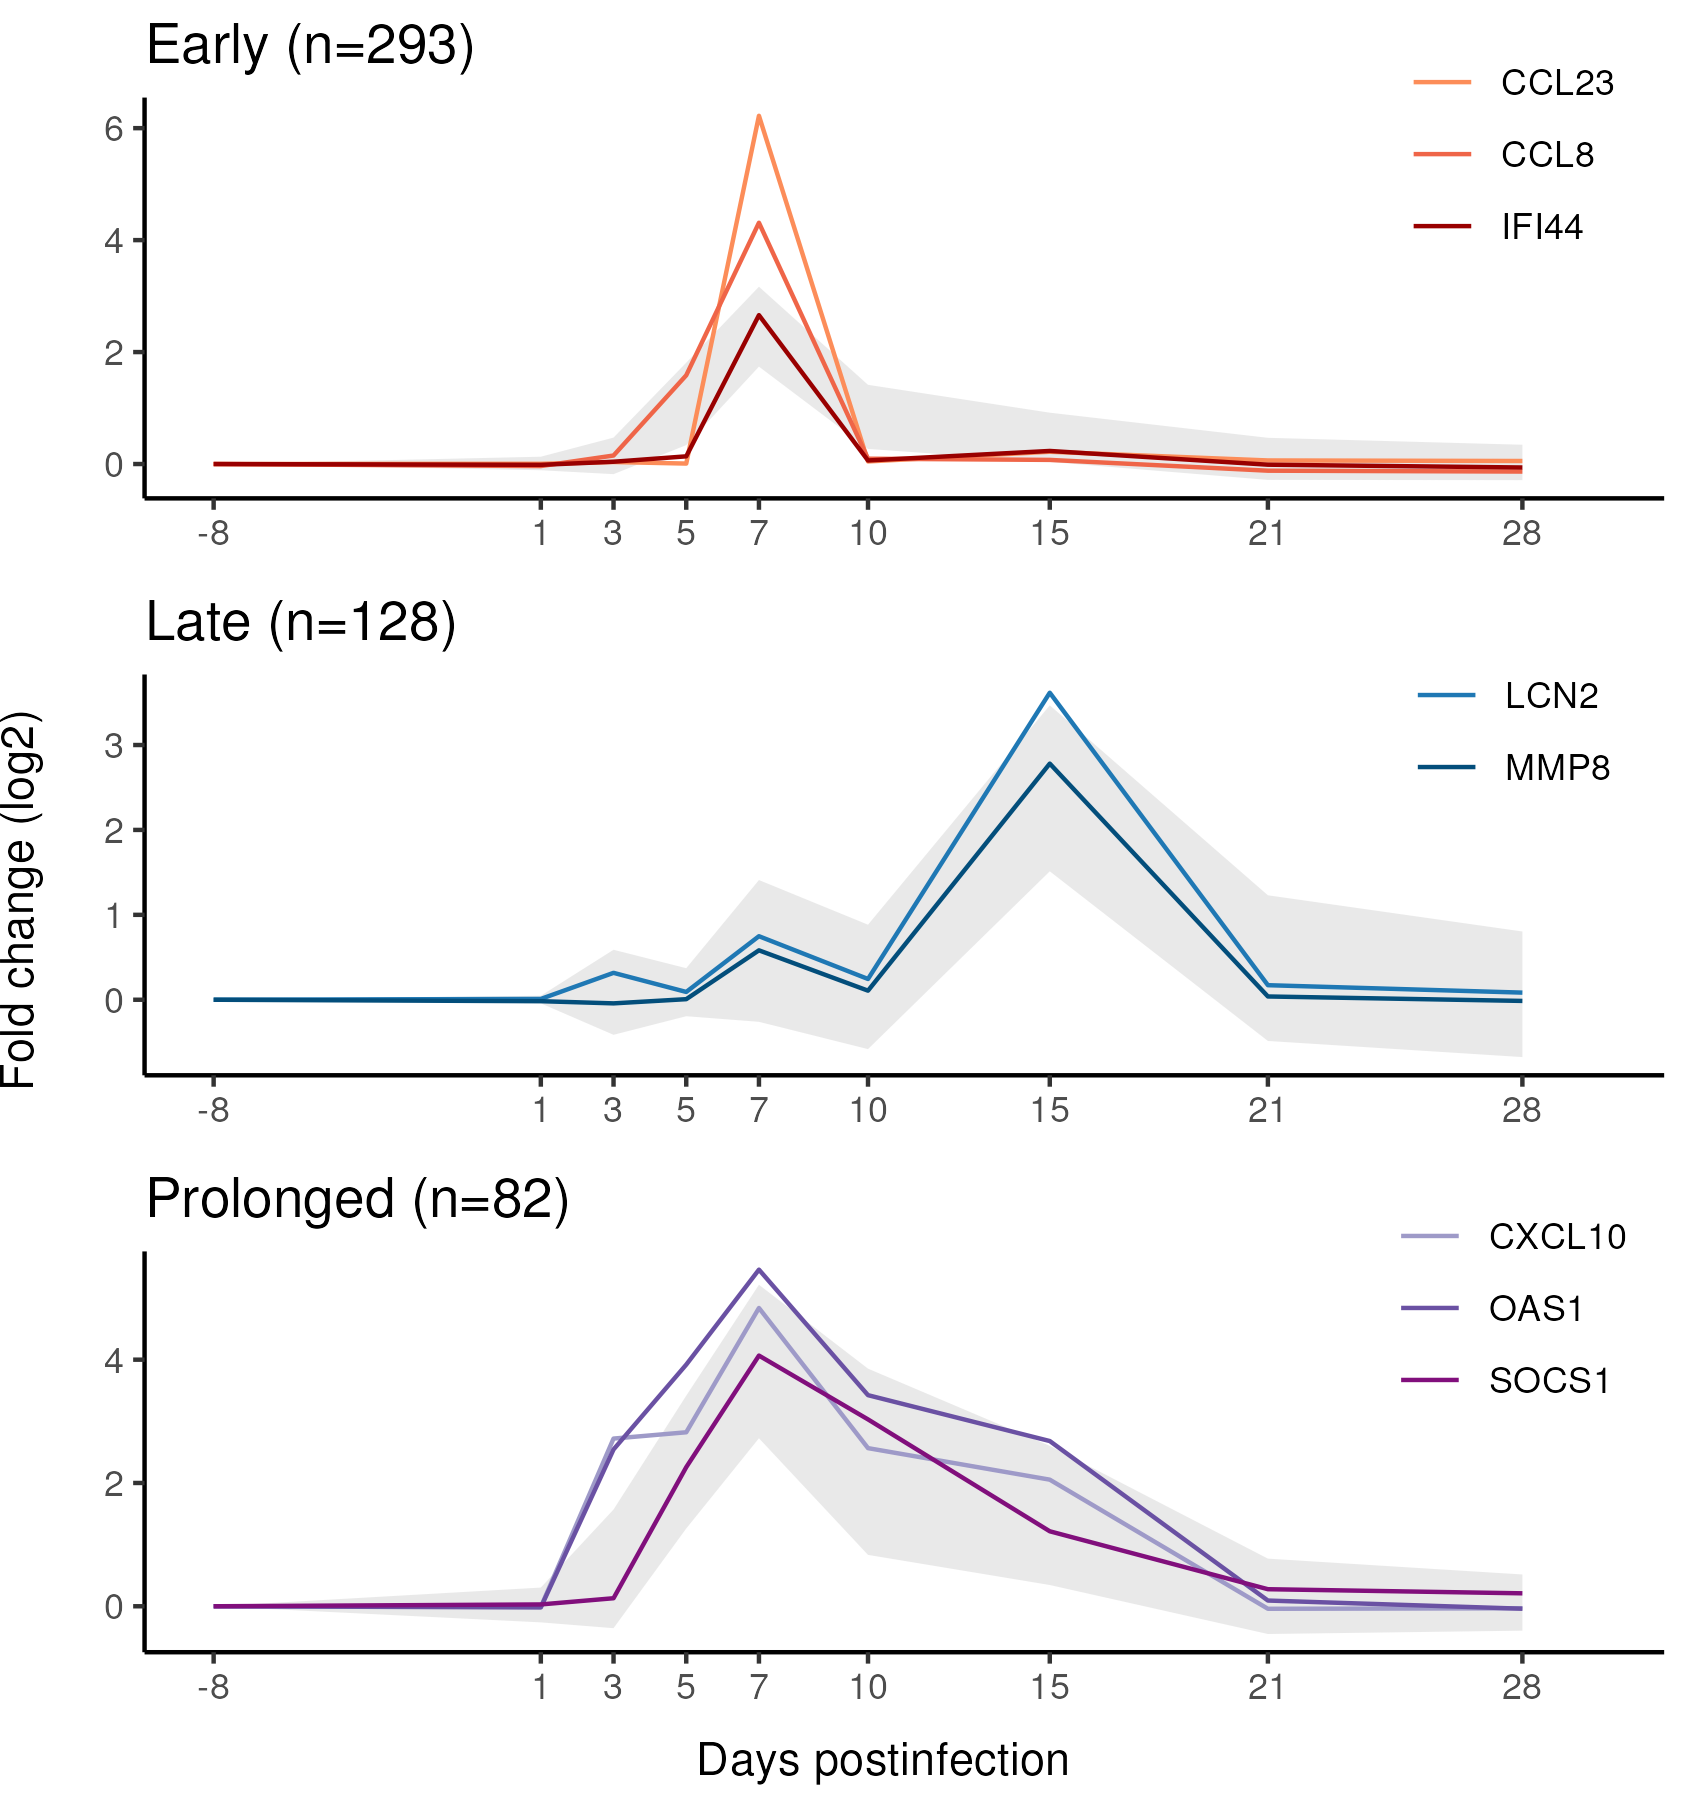 Early (n=293)
CCL23
CCL8
IFI44
6
4
2
0
-8 1 3 5 7 10 15 21 28
Late (n=128)
LCN2
MMP8
3
2
1
0
-8 1 3 5 7 10 15 21 28
Fold change (log2)
Prolonged (n=82)
CXCL10
OAS1
SOCS1
4
2
0
-8 1 3 5 7 10 15 21 28
Days postinfection